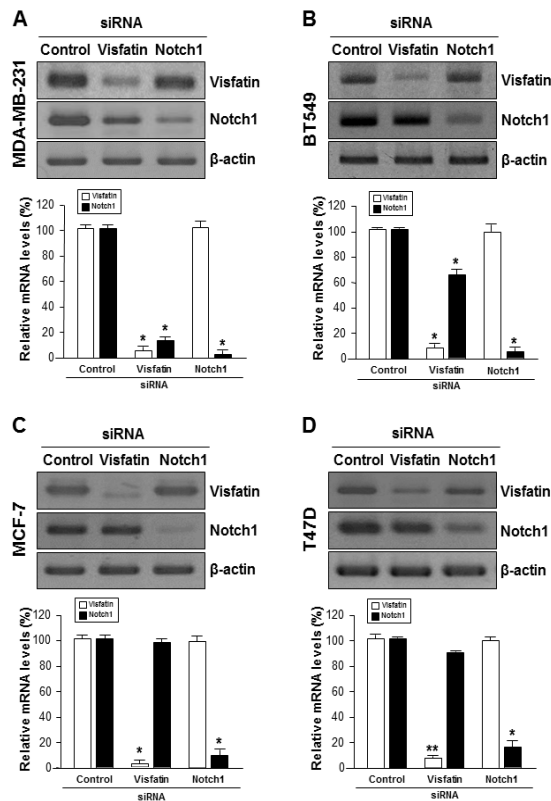 A
siRNA
Control Visfatin Notch1
MDA-MB-231
Visfatin
Notch1
β-actin
Relative mRNA levels (%)
Visfatin
Notch1
120
100
80
60
40
20
0
*
*
*
Control
Visfatin
Notch1
siRNA
B
siRNA
Control Visfatin Notch1
BT549
Visfatin
Notch1
β-actin
Relative mRNA levels (%)
Visfatin
Notch1
120
100
80
60
40
20
0
*
*
*
Control
Visfatin
Notch1
siRNA
C
siRNA
Control Visfatin Notch1
MCF-7
Visfatin
Notch1
β-actin
Relative mRNA levels (%)
Visfatin
Notch1
120
100
80
60
40
20
0
*
*
Control
Visfatin
Notch1
siRNA
D
siRNA
Control Visfatin Notch1
T47D
Visfatin
Notch1
β-actin
Relative mRNA levels (%)
Visfatin
Notch1
120
100
80
60
40
20
0
**
*
Control
Visfatin
Notch1
siRNA